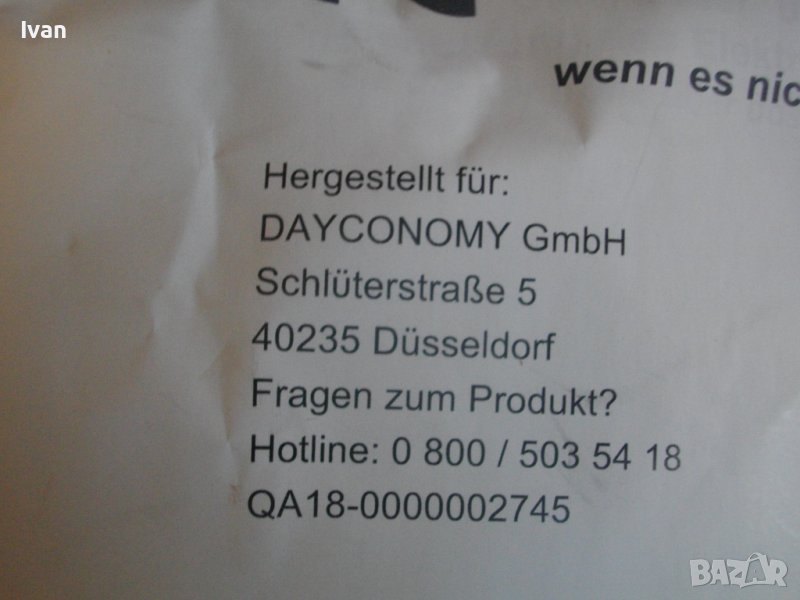 Ivan
wenn es nic
Hergestellt für:
DAYCONOMY GmbH
Schlüterstraße 5
40235 Düsseldorf
Fragen zum Produkt?
Hotline: 0 800 / 503 54 18
QA18-0000002745
BAZAR